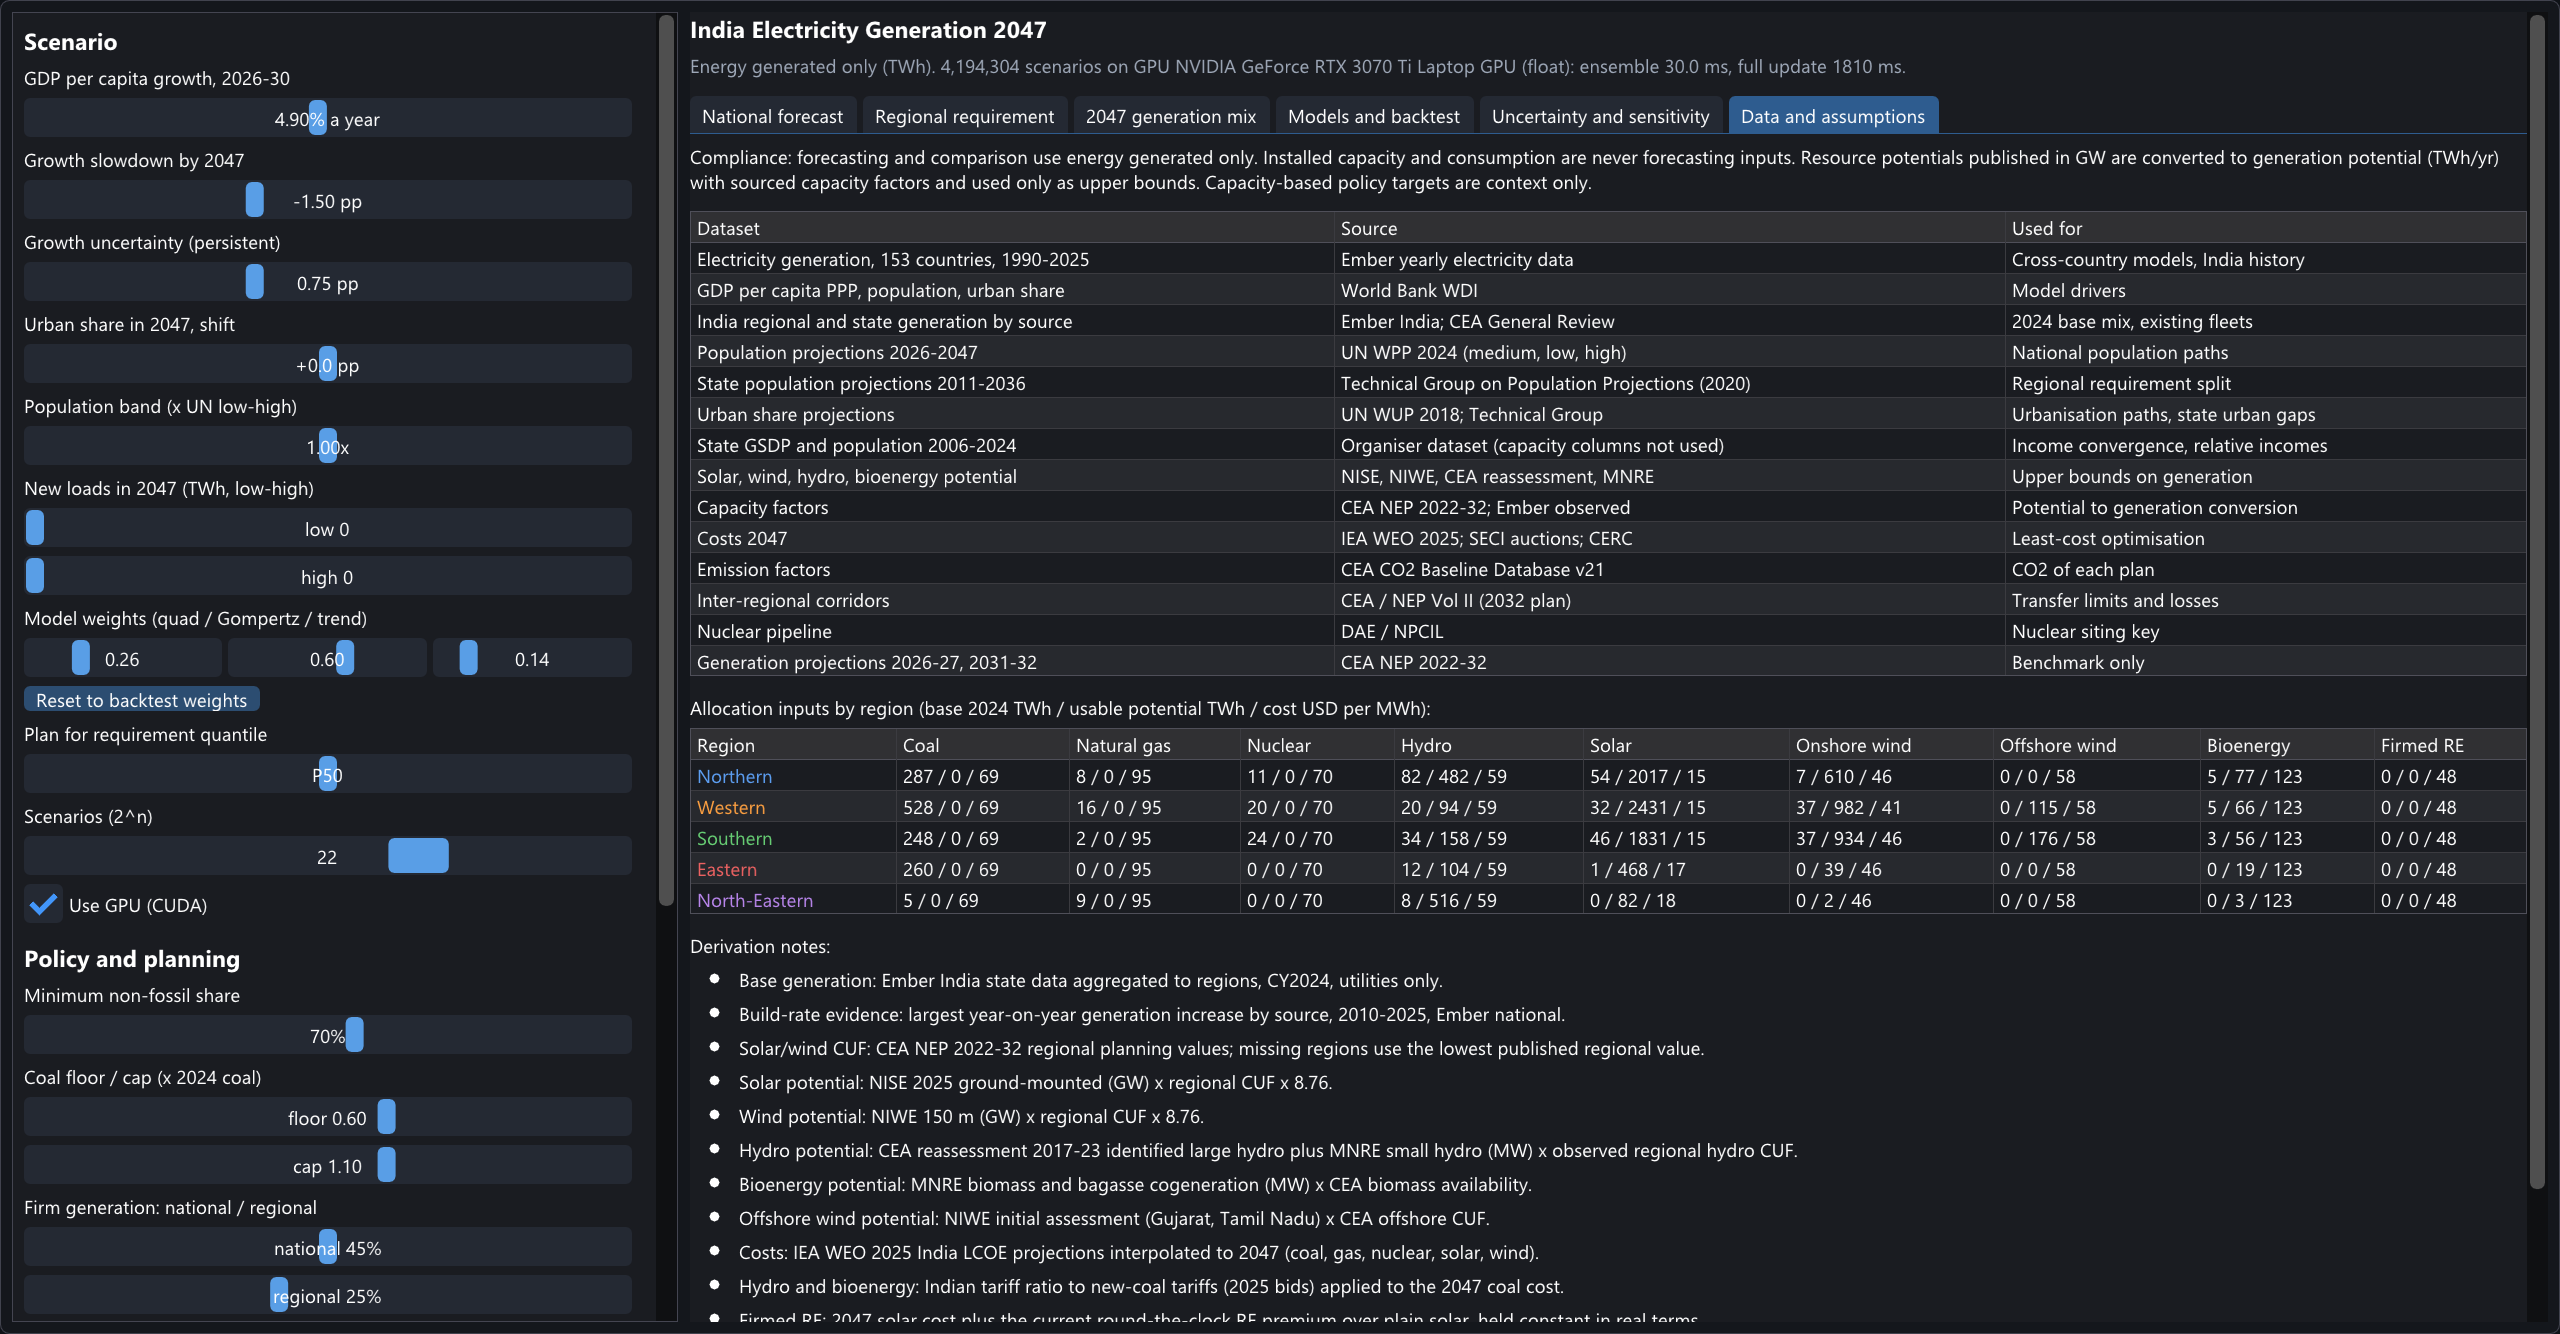 Scenario
GDP per capita growth, 2026-30
4.90% a year
Growth slowdown by 2047
-1.50 pp
Growth uncertainty (persistent)
0.75 pp
Urban share in 2047, shift
+0.0 pp
Population band (x UN low-high)
1.00x
New loads in 2047 (TWh, low-high)
low 0
high 0
Model weights (quad / Gompertz / trend)
0.26 0.60 0.14
Reset to backtest weights
Plan for requirement quantile
P50
Scenarios (2^n)
22
Use GPU (CUDA)
Policy and planning
Minimum non-fossil share
70%
Coal floor / cap (x 2024 coal)
floor 0.60
cap 1.10
Firm generation: national / regional
national 45%
regional 25%
India Electricity Generation 2047
Energy generated only (TWh). 4,194,304 scenarios on GPU NVIDIA GeForce RTX 3070 Ti Laptop GPU (float): ensemble 30.0 ms, full update 1810 ms.
National forecast Regional requirement 2047 generation mix Models and backtest Uncertainty and sensitivity Data and assumptions
Compliance: forecasting and comparison use energy generated only. Installed capacity and consumption are never forecasting inputs. Resource potentials published in GW are converted to generation potential (TWh/yr)
with sourced capacity factors and used only as upper bounds. Capacity-based policy targets are context only.
Dataset Source Used for
Electricity generation, 153 countries, 1990-2025 Ember yearly electricity data Cross-country models, India history
GDP per capita PPP, population, urban share World Bank WDI Model drivers
India regional and state generation by source Ember India; CEA General Review 2024 base mix, existing fleets
Population projections 2026-2047 UN WPP 2024 (medium, low, high) National population paths
State population projections 2011-2036 Technical Group on Population Projections (2020) Regional requirement split
Urban share projections UN WUP 2018; Technical Group Urbanisation paths, state urban gaps
State GSDP and population 2006-2024 Organiser dataset (capacity columns not used) Income convergence, relative incomes
Solar, wind, hydro, bioenergy potential NISE, NIWE, CEA reassessment, MNRE Upper bounds on generation
Capacity factors CEA NEP 2022-32; Ember observed Potential to generation conversion
Costs 2047 IEA WEO 2025; SECI auctions; CERC Least-cost optimisation
Emission factors CEA CO2 Baseline Database v21 CO2 of each plan
Inter-regional corridors CEA / NEP Vol II (2032 plan) Transfer limits and losses
Nuclear pipeline DAE / NPCIL Nuclear siting key
Generation projections 2026-27, 2031-32 CEA NEP 2022-32 Benchmark only
Allocation inputs by region (base 2024 TWh / usable potential TWh / cost USD per MWh):
Region Coal Natural gas Nuclear Hydro Solar Onshore wind Offshore wind Bioenergy Firmed RE
Northern 287 / 0 / 69 8 / 0 / 95 11 / 0 / 70 82 / 482 / 59 54 / 2017 / 15 7 / 610 / 46 0 / 0 / 58 5 / 77 / 123 0 / 0 / 48
Western 528 / 0 / 69 16 / 0 / 95 20 / 0 / 70 20 / 94 / 59 32 / 2431 / 15 37 / 982 / 41 0 / 115 / 58 5 / 66 / 123 0 / 0 / 48
Southern 248 / 0 / 69 2 / 0 / 95 24 / 0 / 70 34 / 158 / 59 46 / 1831 / 15 37 / 934 / 46 0 / 176 / 58 3 / 56 / 123 0 / 0 / 48
Eastern 260 / 0 / 69 0 / 0 / 95 0 / 0 / 70 12 / 104 / 59 1 / 468 / 17 0 / 39 / 46 0 / 0 / 58 0 / 19 / 123 0 / 0 / 48
North-Eastern 5 / 0 / 69 9 / 0 / 95 0 / 0 / 70 8 / 516 / 59 0 / 82 / 18 0 / 2 / 46 0 / 0 / 58 0 / 3 / 123 0 / 0 / 48
Derivation notes:
Base generation: Ember India state data aggregated to regions, CY2024, utilities only.
Build-rate evidence: largest year-on-year generation increase by source, 2010-2025, Ember national.
Solar/wind CUF: CEA NEP 2022-32 regional planning values; missing regions use the lowest published regional value.
Solar potential: NISE 2025 ground-mounted (GW) x regional CUF x 8.76.
Wind potential: NIWE 150 m (GW) x regional CUF x 8.76.
Hydro potential: CEA reassessment 2017-23 identified large hydro plus MNRE small hydro (MW) x observed regional hydro CUF.
Bioenergy potential: MNRE biomass and bagasse cogeneration (MW) x CEA biomass availability.
Offshore wind potential: NIWE initial assessment (Gujarat, Tamil Nadu) x CEA offshore CUF.
Costs: IEA WEO 2025 India LCOE projections interpolated to 2047 (coal, gas, nuclear, solar, wind).
Hydro and bioenergy: Indian tariff ratio to new-coal tariffs (2025 bids) applied to the 2047 coal cost.
Firmed RE: 2047 solar cost plus the current round-the-clock RE premium over plain solar, held constant in real terms.